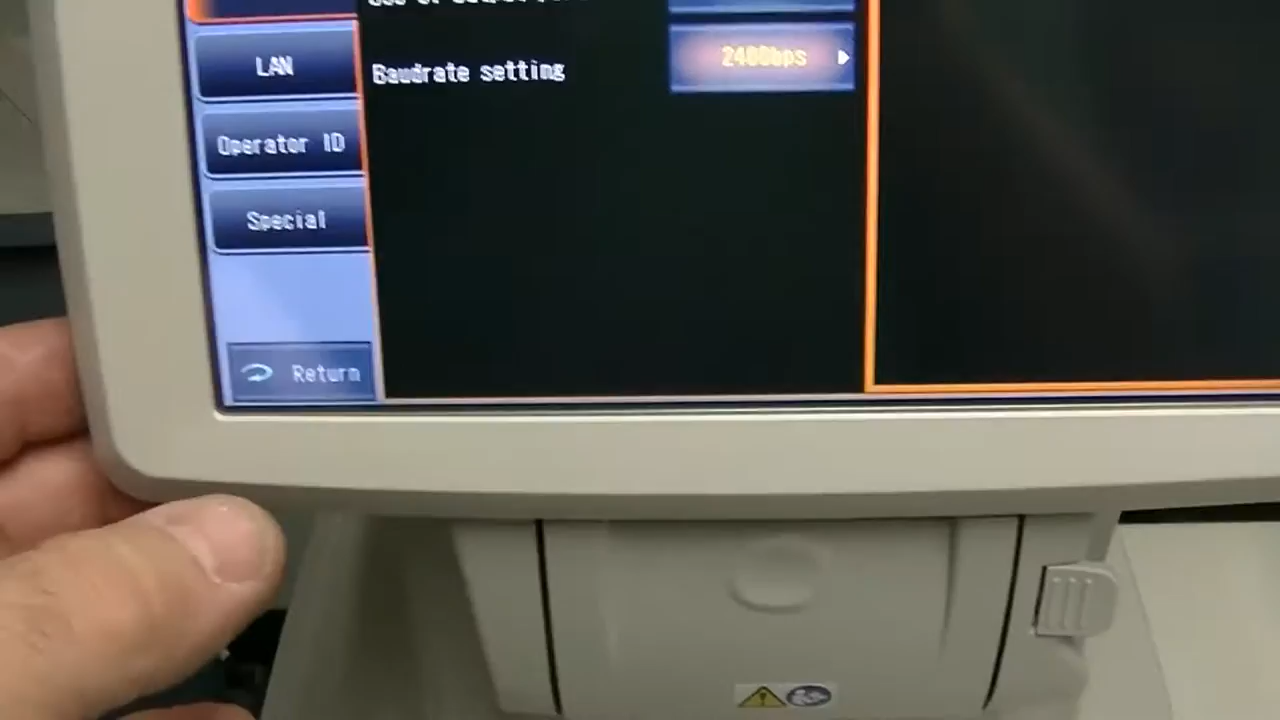 Baudrate setting
2400bps
LAN
Operator ID
Special
Return